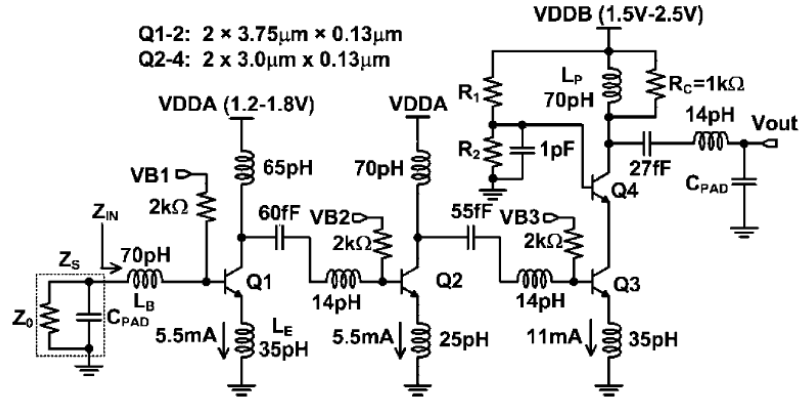 Q1-2: 2 × 3.75μm × 0.13μm
Q2-4: 2 x 3.0μm x 0.13μm
VDDB (1.5V-2.5V)
VDDA (1.2-1.8V)
VDDA
R1
LP
70pH
RC=1kΩ
14pH
Vout
R2
1pF
27fF
CPAD
Q4
65pH
70pH
VB1
2kΩ
60fF
VB2
2kΩ
55fF
VB3
2kΩ
ZIN
ZS
70pH
LB
Q1
14pH
Q2
14pH
Q3
Z0
CPAD
5.5mA
LE
35pH
5.5mA
25pH
11mA
35pH